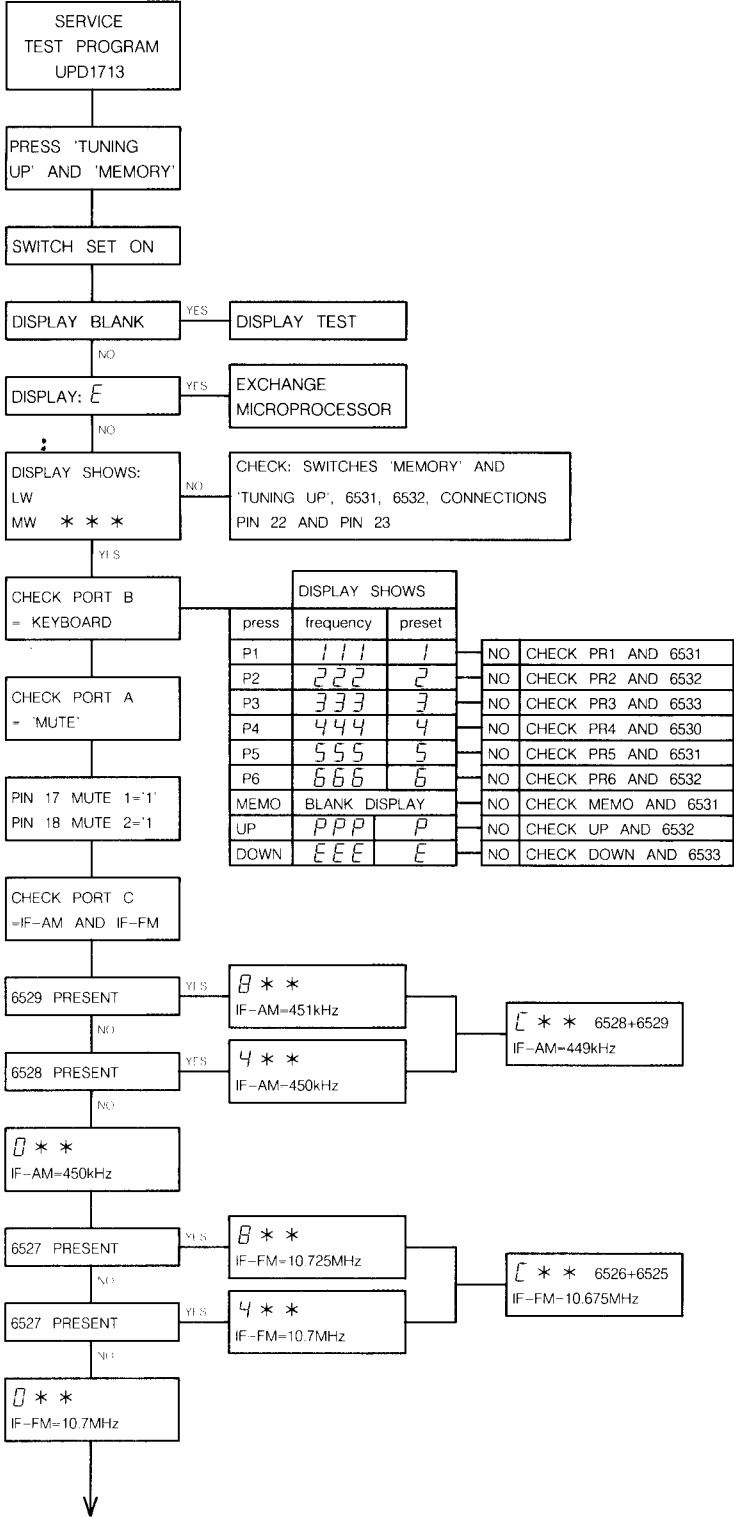 SERVICE
TEST PROGRAM
UPD1713
PRESS 'TUNING
UP' AND 'MEMORY'
SWITCH SET ON
DISPLAY BLANK
YES
DISPLAY TEST
NO
DISPLAY: E
YES
EXCHANGE
MICROPROCESSOR
NO
DISPLAY SHOWS:
LW
MW * * *
NO
CHECK: SWITCHES 'MEMORY' AND
'TUNING UP', 6531, 6532, CONNECTIONS
PIN 22 AND PIN 23
YES
CHECK PORT B
= KEYBOARD
DISPLAY SHOWS
press frequency preset
P1 111 1 NO CHECK PR1 AND 6531
P2 222 2 NO CHECK PR2 AND 6532
P3 333 3 NO CHECK PR3 AND 6533
P4 444 4 NO CHECK PR4 AND 6530
P5 555 5 NO CHECK PR5 AND 6531
P6 666 6 NO CHECK PR6 AND 6532
MEMO BLANK DISPLAY NO CHECK MEMO AND 6531
UP PPP P NO CHECK UP AND 6532
DOWN EEE E NO CHECK DOWN AND 6533
CHECK PORT A
= 'MUTE'
PIN 17 MUTE 1='1'
PIN 18 MUTE 2='1
CHECK PORT C
=IF-AM AND IF-FM
6529 PRESENT
YES
8 * *
IF-AM=451kHz
NO
6528 PRESENT
YES
4 * *
IF-AM=450kHz
[ * * 6528+6529
IF-AM=449kHz
NO
0 * *
IF-AM=450kHz
6527 PRESENT
YES
8 * *
IF-FM=10.725MHz
NO
6527 PRESENT
YES
4 * *
IF-FM=10.7MHz
[ * * 6526+6525
IF-FM-10.675MHz
NO
0 * *
IF-FM=10.7MHz